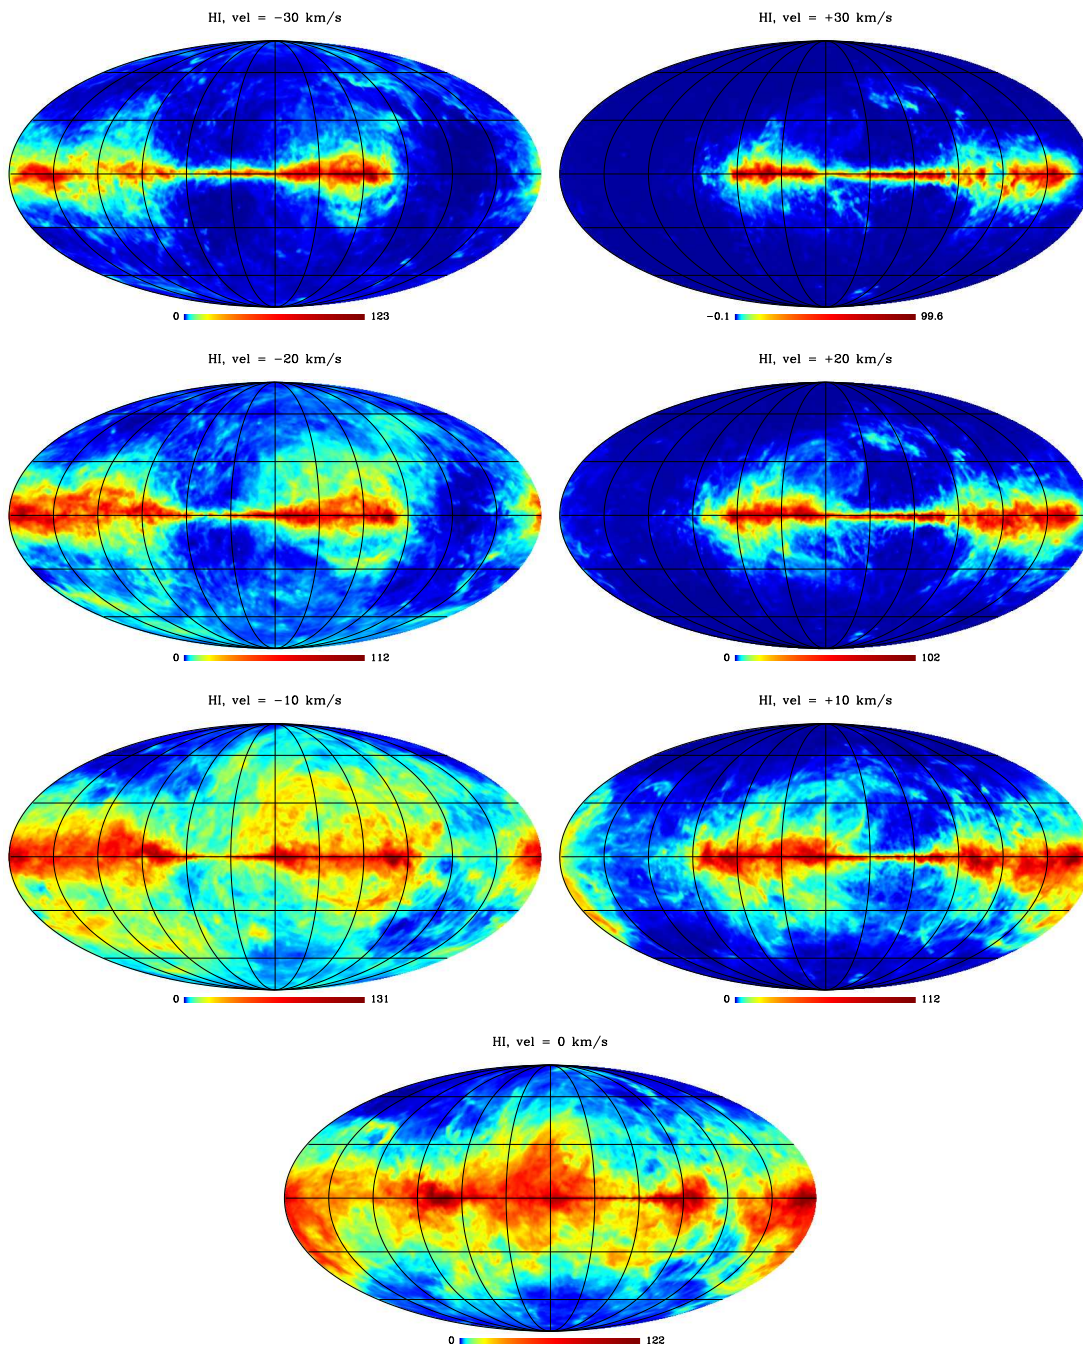 HI, vel = −30 km/s
HI, vel = +30 km/s
0 123
−0.1 99.6
HI, vel = −20 km/s
HI, vel = +20 km/s
0 112
0 102
HI, vel = −10 km/s
HI, vel = +10 km/s
0 131
0 112
HI, vel = 0 km/s
0 122